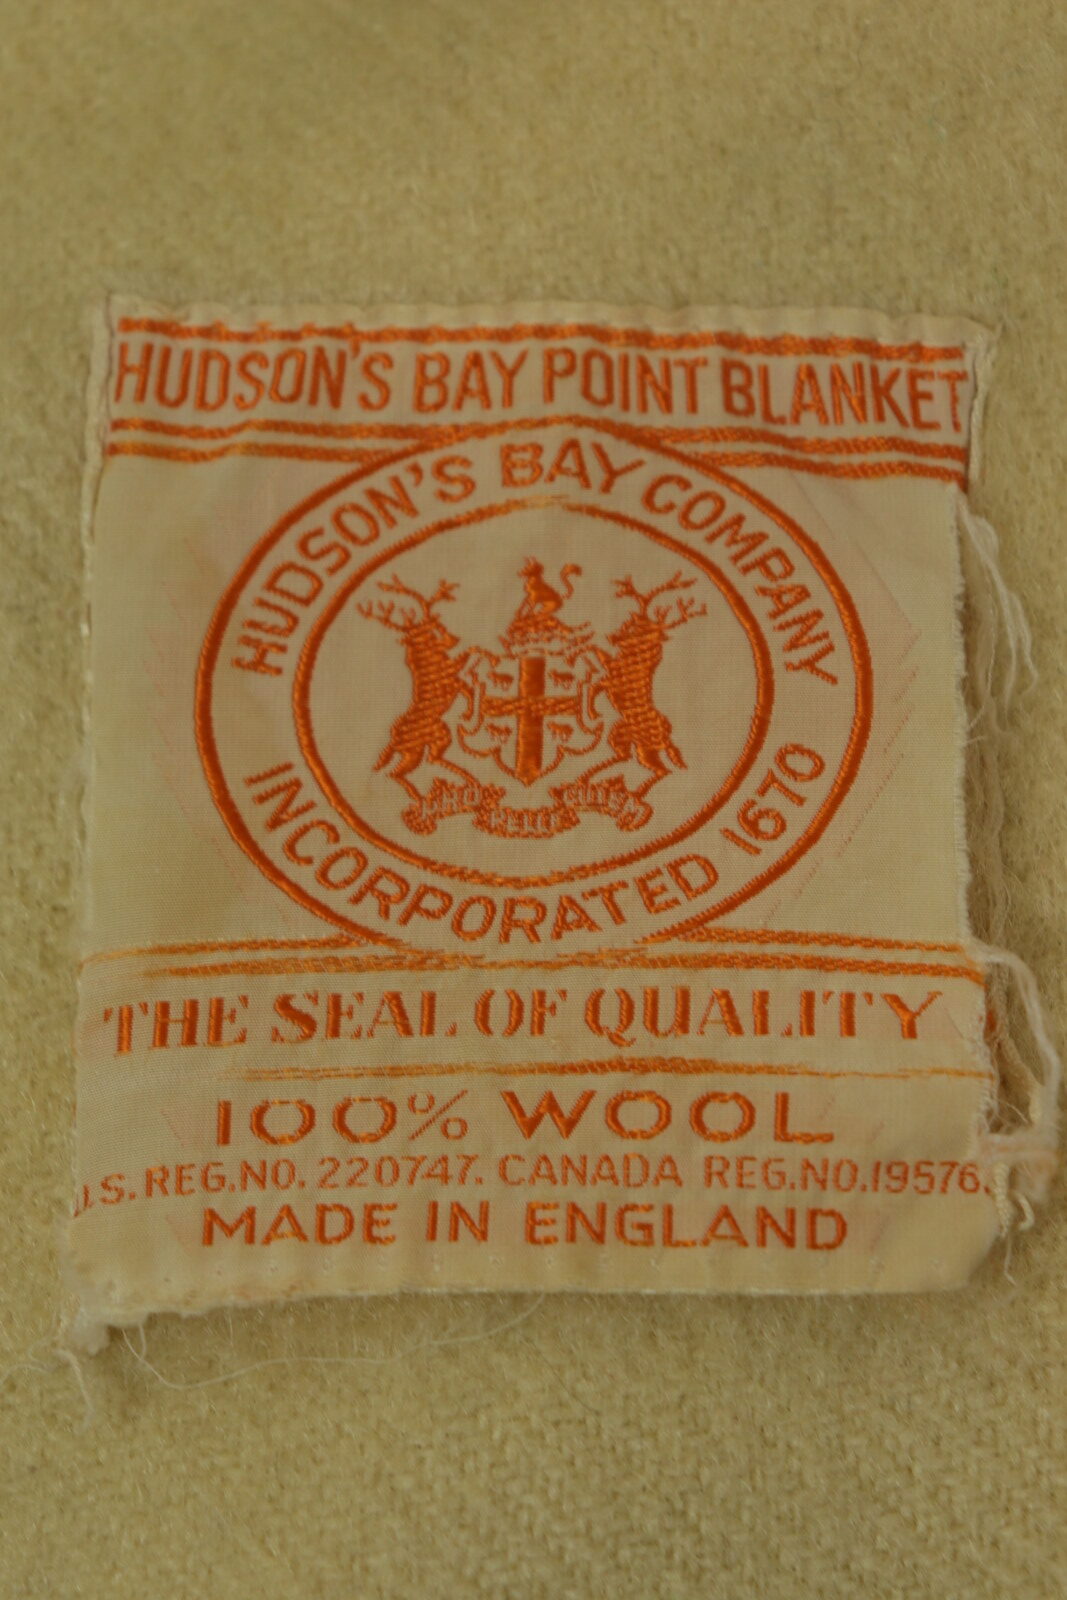 HUDSON'S BAY POINT BLANKET
HUDSON'S BAY COMPANY
INCORPORATED 1670
THE SEAL OF QUALITY
100% WOOL
U.S. REG.NO. 220747. CANADA REG.NO.19576.
MADE IN ENGLAND